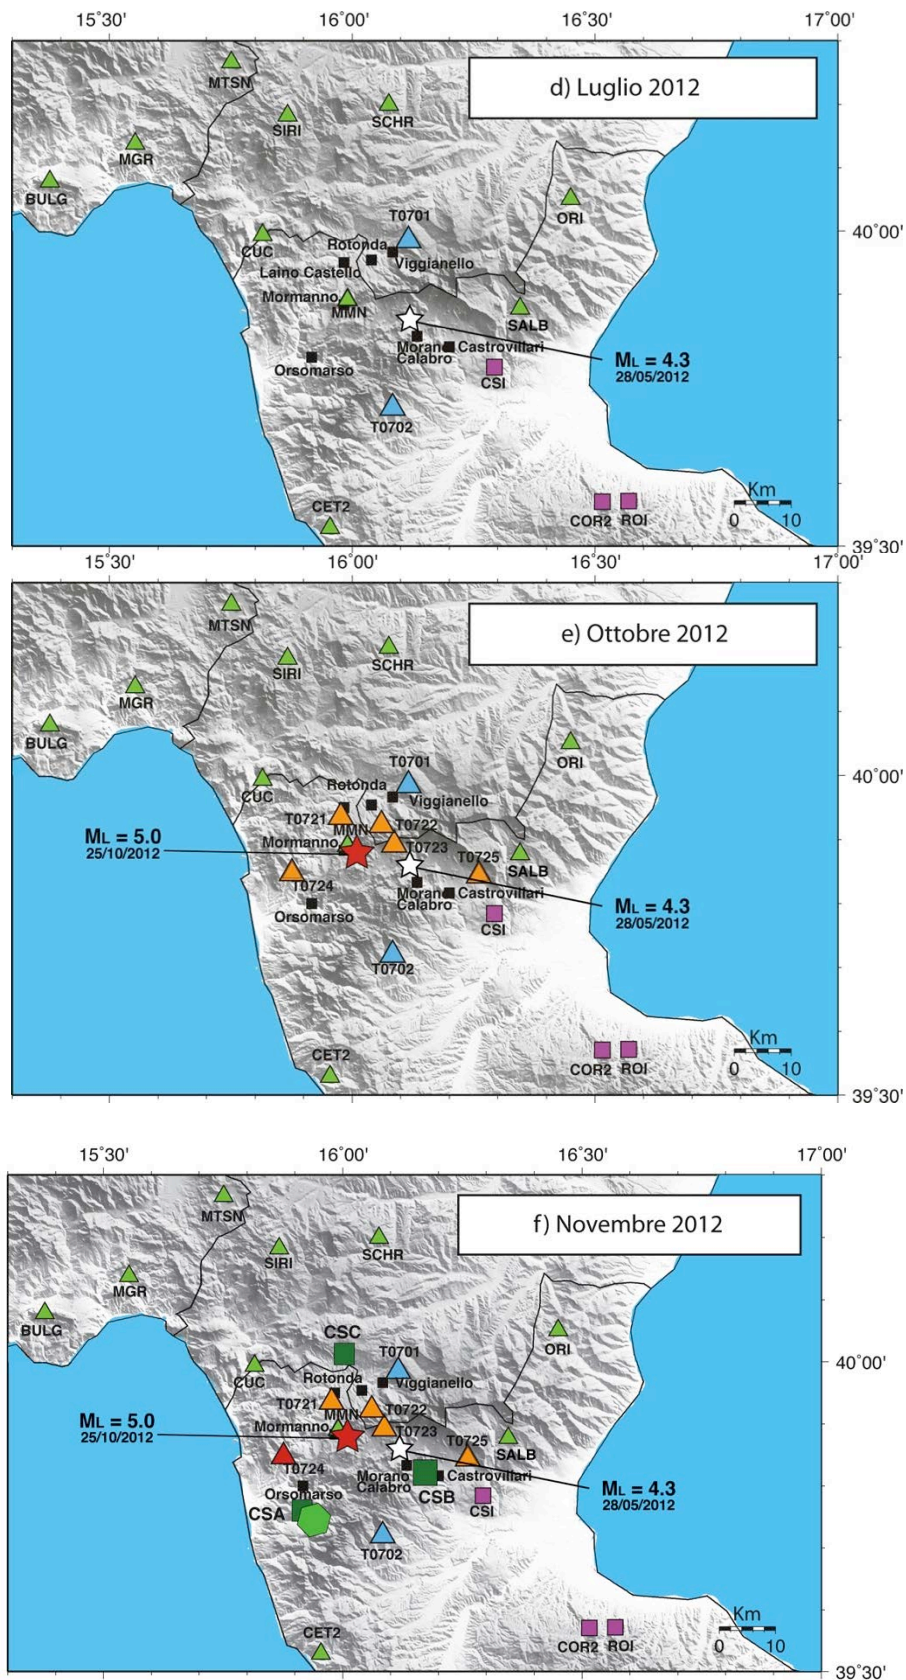 15°30' 16°00' 16°30' 17°00'
d) Luglio 2012
MTSN
SIRI
SCHR
MGR
BULG
ORI
T0701
40°00'
CUC
Rotonda
Viggianello
Laino Castello
Mormanno
MMN
SALB
Morano Castrovillari
Calabro
ML = 4.3
28/05/2012
Orsomarso
CSI
T0702
Km
0 10
CET2
COR2 ROI
39°30'
15°30' 16°00' 16°30' 17°00'
e) Ottobre 2012
MTSN
SIRI
SCHR
MGR
BULG
ORI
T0701
40°00'
CUC
Rotonda
Viggianello
T0721
T0722
MMN
ML = 5.0
25/10/2012
Mormanno
T0723
T0725
SALB
T0724
Morano Castrovillari
Calabro
Orsomarso
ML = 4.3
28/05/2012
CSI
T0702
Km
0 10
CET2
COR2 ROI
39°30'
15°30' 16°00' 16°30' 17°00'
f) Novembre 2012
MTSN
SIRI
SCHR
MGR
BULG
CSC
ORI
T0701
40°00'
CUC
Rotonda
Viggianello
T0721
T0722
MMN
ML = 5.0
25/10/2012
Mormanno
T0723
T0725
SALB
T0724
Morano Castrovillari
Calabro
Orsomarso
CSB
ML = 4.3
28/05/2012
CSA
CSI
T0702
Km
0 10
CET2
COR2 ROI
39°30'